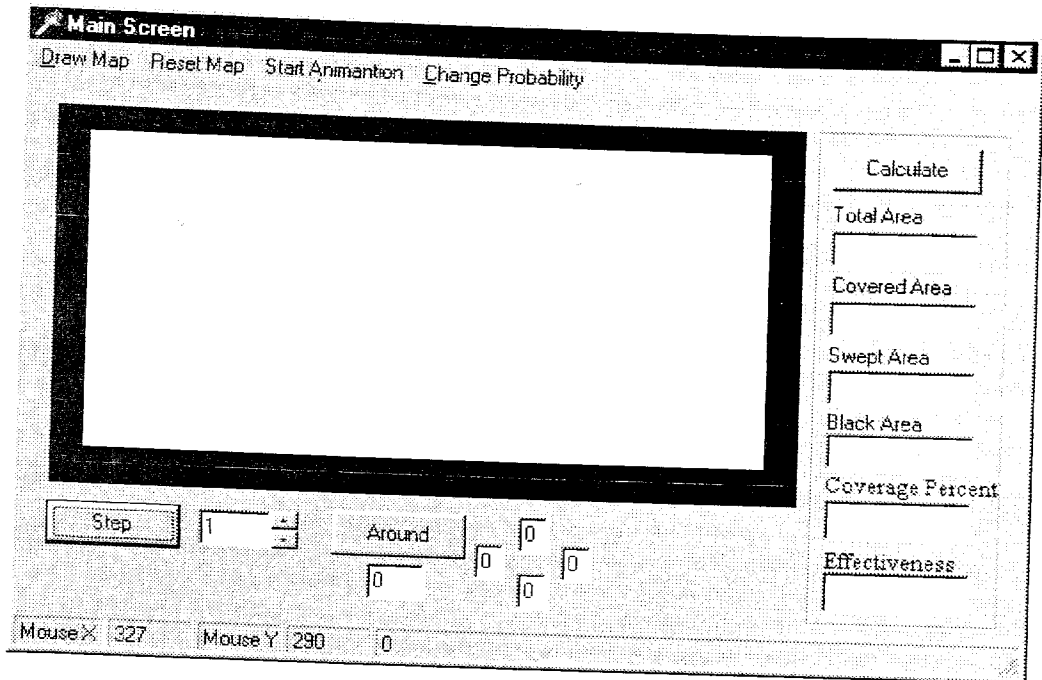 Main Screen
Draw Map Reset Map Start Animantion Change Probability
Calculate
Total Area
Covered Area
Swept Area
Black Area
Coverage Percent
Effectiveness
Step 1 Around 0
0 0 0
0
Mouse X 327 Mouse Y 290 0